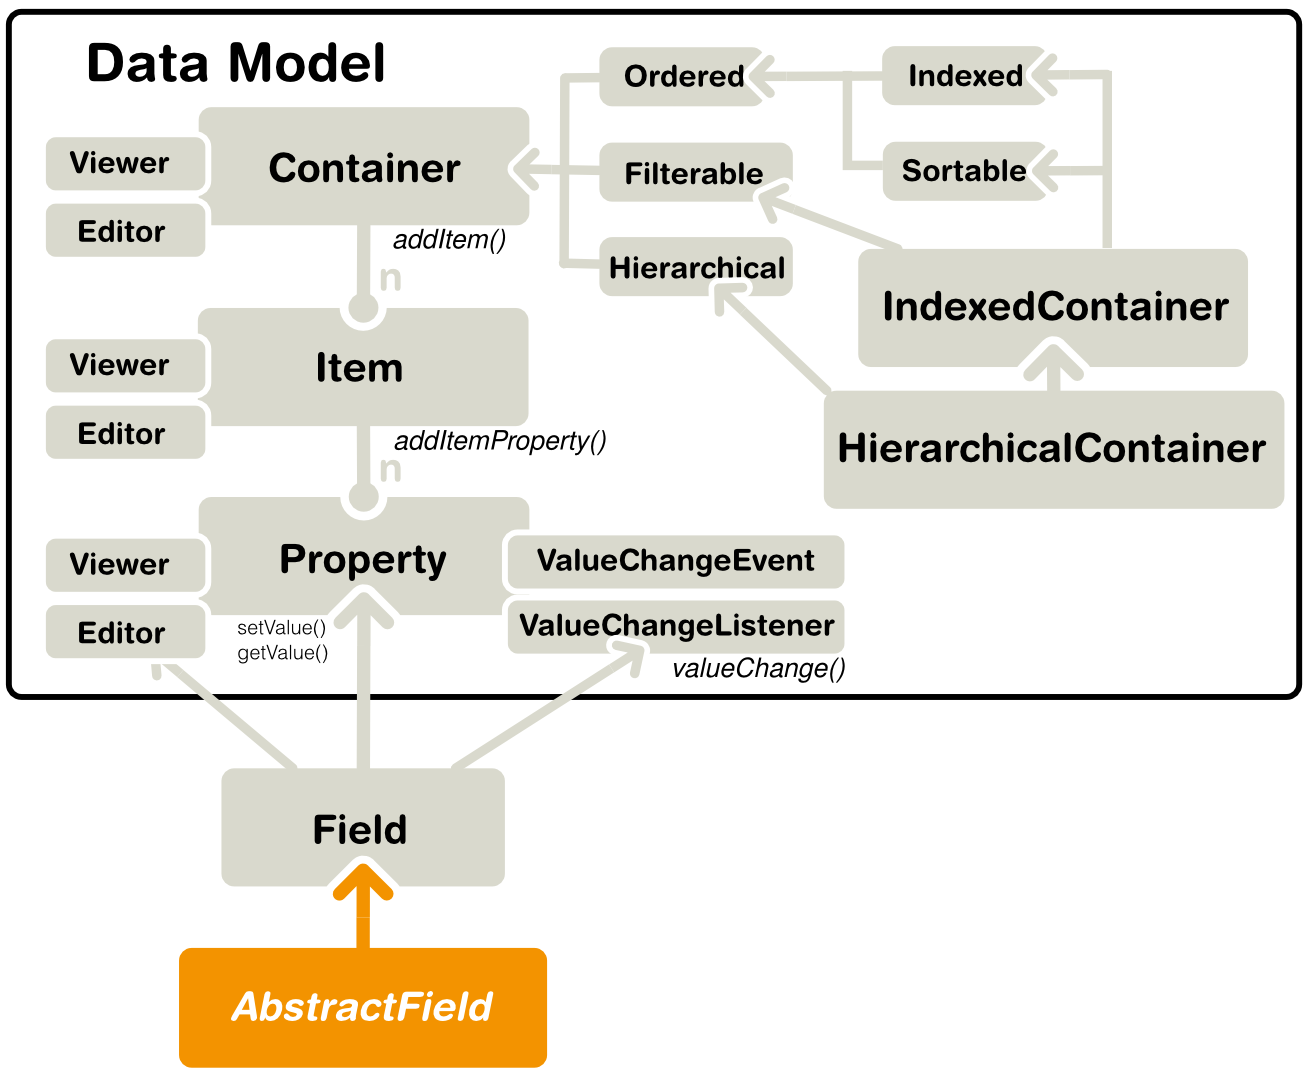 Data Model
Viewer
Editor
Container
addItem()
n
Viewer
Editor
Item
addItemProperty()
n
Viewer
Editor
Property
setValue()
getValue()
ValueChangeEvent
ValueChangeListener
valueChange()
Ordered
Filterable
Hierarchical
Indexed
Sortable
IndexedContainer
HierarchicalContainer
Field
AbstractField